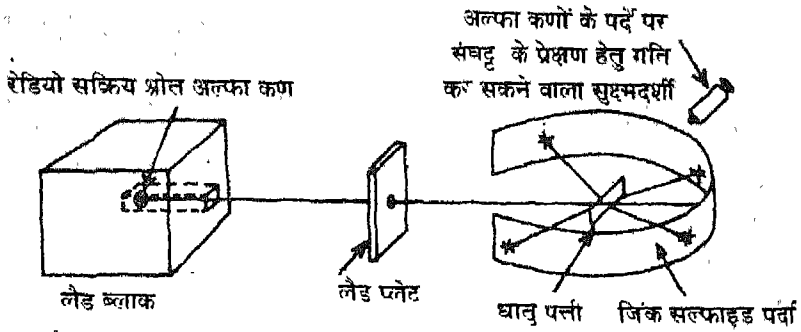 अल्फा कणों के पर्दे पर
संघट्ट के प्रेक्षण हेतु गति
कर सकने वाला सुक्ष्मदर्शी
रेडियो सक्रिय श्रोत अल्फा कण
लैड ब्लाक
लैड प्लेट
धातु पत्ती
जिंक सल्फाइड पर्दा